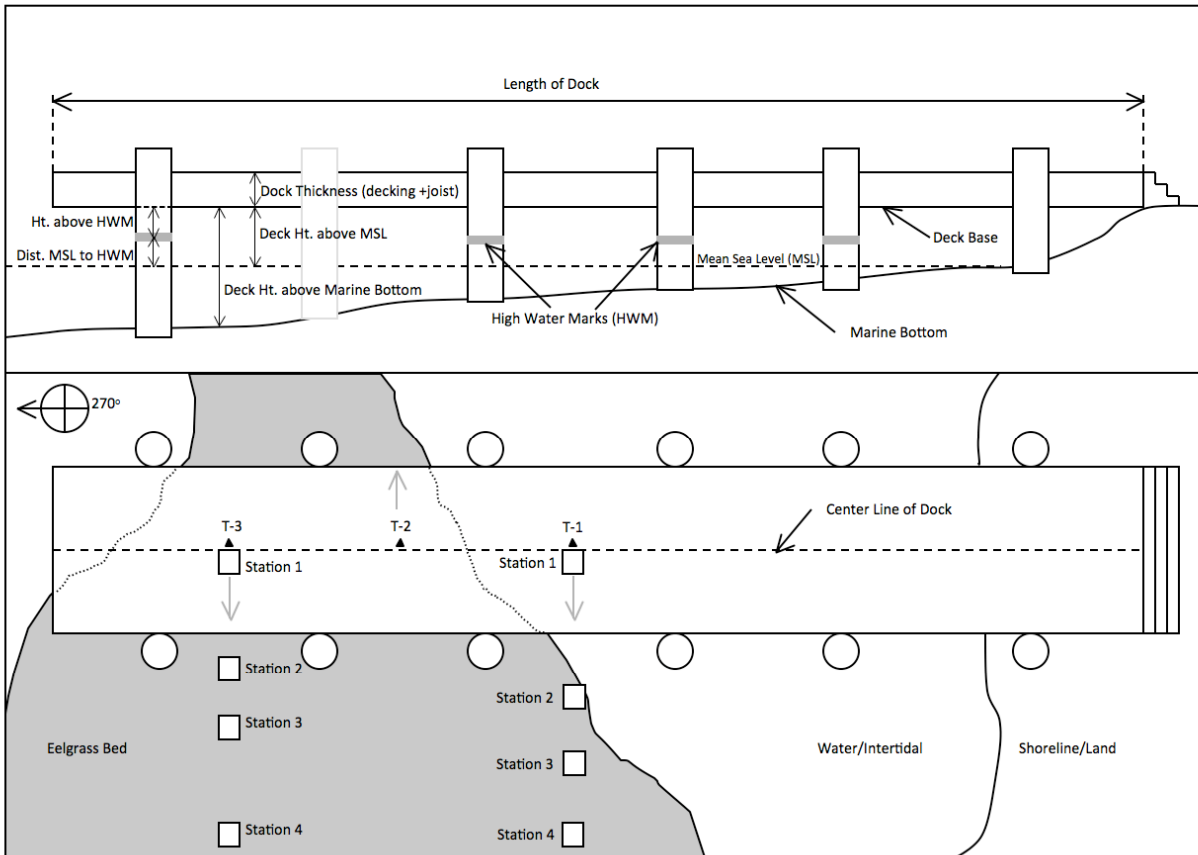 Length of Dock
Dock Thickness (decking +joist)
Ht. above HWM
Deck Ht. above MSL
Deck Base
Dist. MSL to HWM
Mean Sea Level (MSL)
Deck Ht. above Marine Bottom
High Water Marks (HWM)
Marine Bottom
270º
Center Line of Dock
T-3
T-2
T-1
Station 1
Station 1
Station 2
Station 2
Station 3
Eelgrass Bed
Water/Intertidal
Shoreline/Land
Station 3
Station 4
Station 4